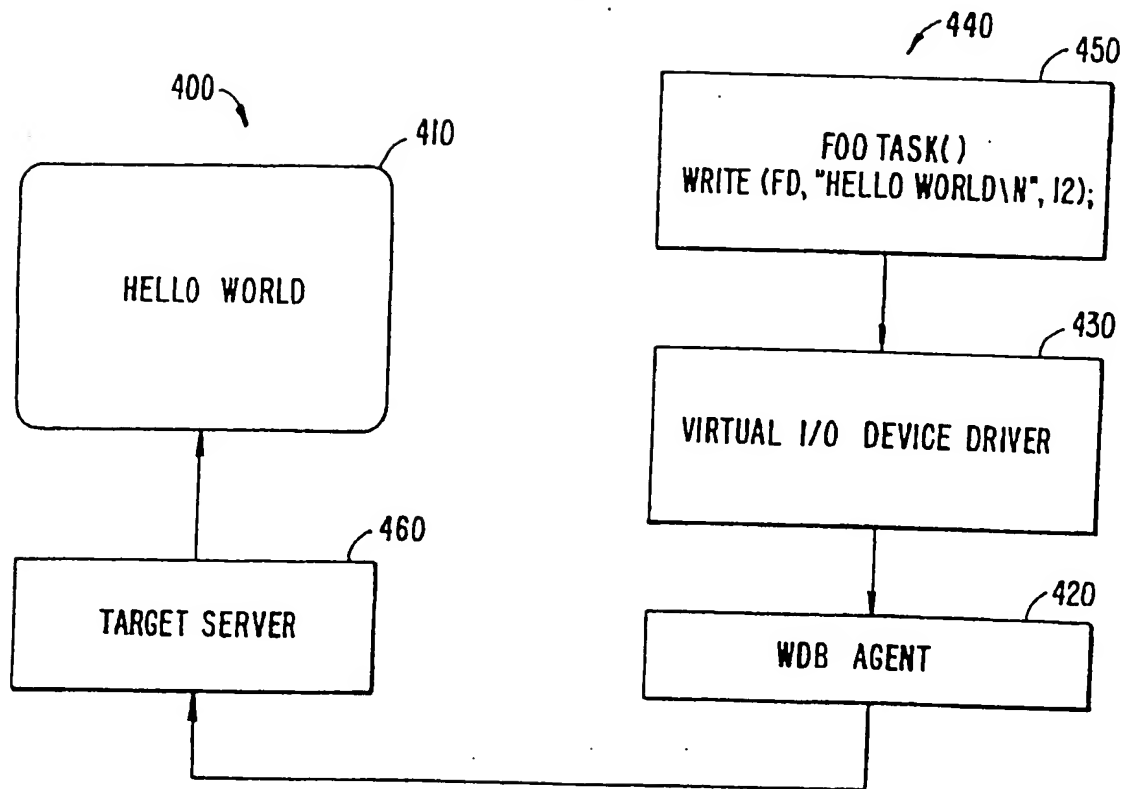 400
410
HELLO WORLD
460
TARGET SERVER
440
450
FOO TASK()
WRITE (FD, "HELLO WORLD\N", 12);
430
VIRTUAL I/O DEVICE DRIVER
420
WDB AGENT